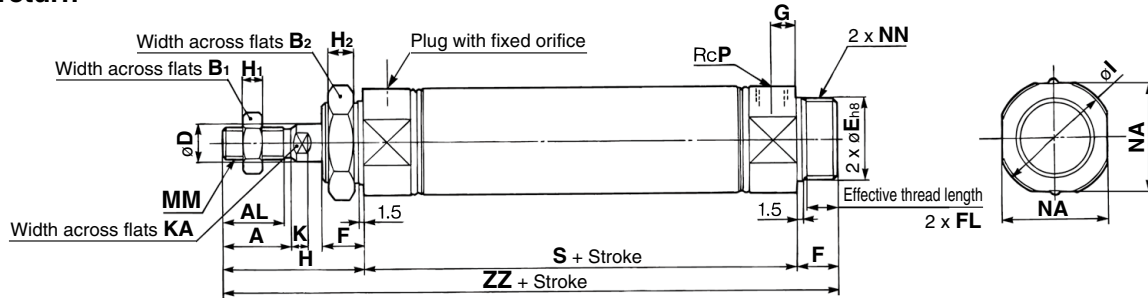 return
G
Width across flats B2
H2
Plug with fixed orifice
2 x NN
RcP
Width across flats B1
H1
øI
øD
2 x øEh8
NA
MM
Effective thread length
AL
1.5
1.5
2 x FL
NA
Width across flats KA
A
K
F
H
S + Stroke
F
ZZ + Stroke